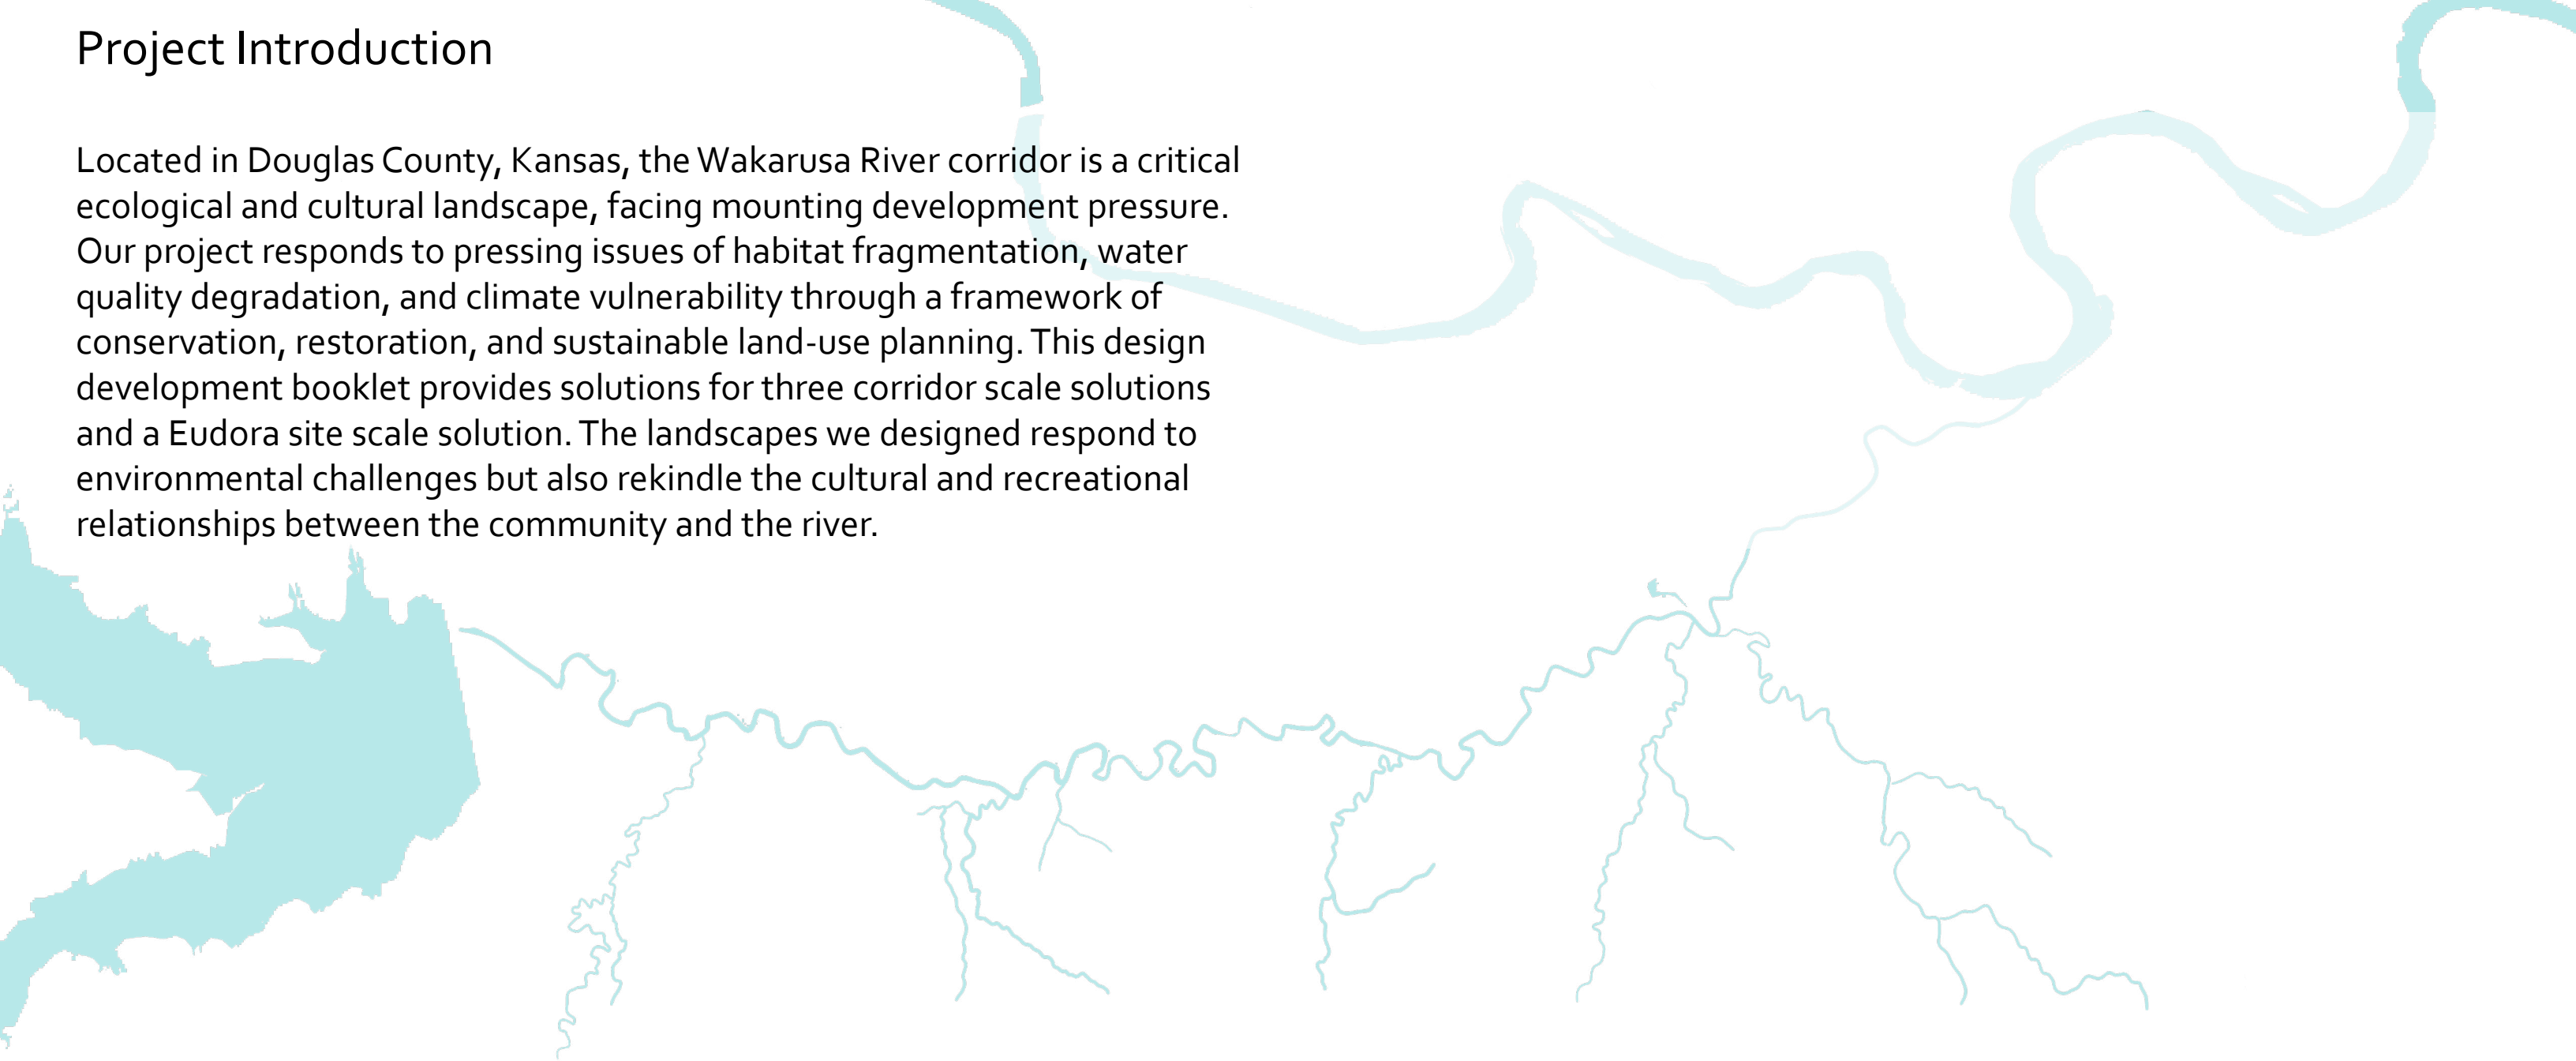 Project Introduction
Located in Douglas County, Kansas, the Wakarusa River corridor is a critical
ecological and cultural landscape, facing mounting development pressure.
Our project responds to pressing issues of habitat fragmentation, water
quality degradation, and climate vulnerability through a framework of
conservation, restoration, and sustainable land-use planning. This design
development booklet provides solutions for three corridor scale solutions
and a Eudora site scale solution. The landscapes we designed respond to
environmental challenges but also rekindle the cultural and recreational
relationships between the community and the river.